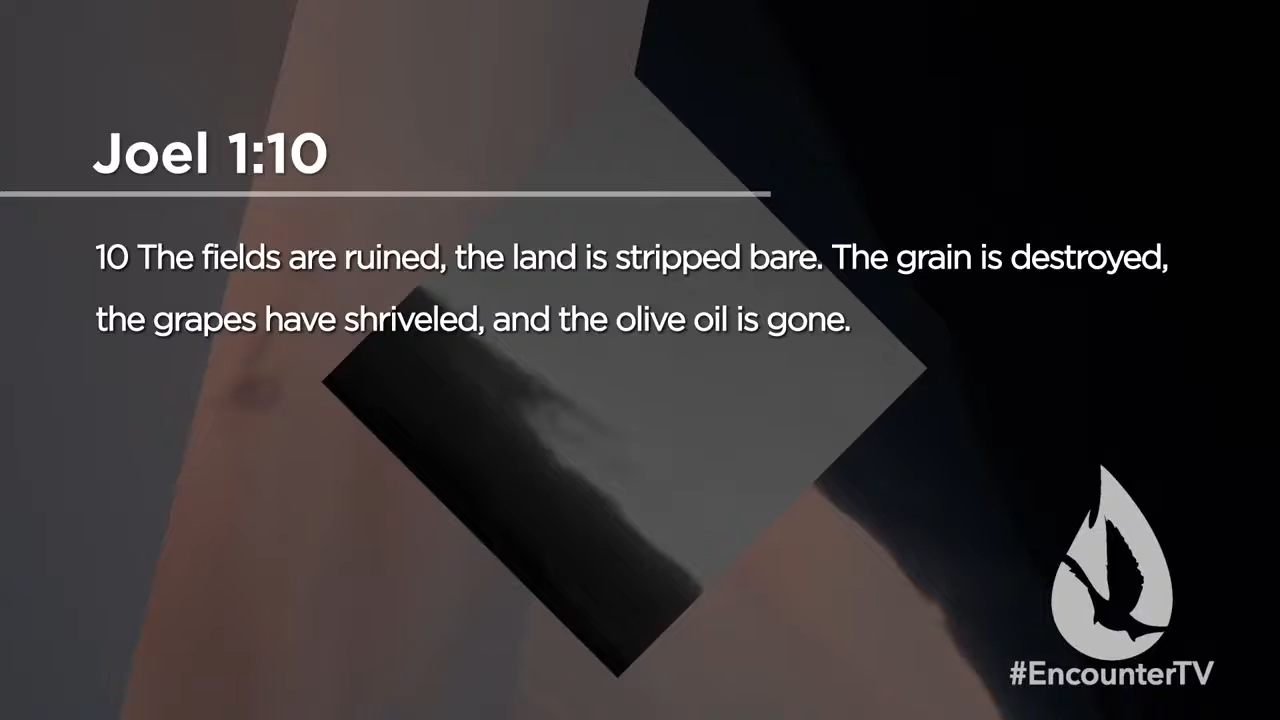 Joel 1:10
10 The fields are ruined, the land is stripped bare. The grain is destroyed,
the grapes have shriveled, and the olive oil is gone.
#EncounterTV